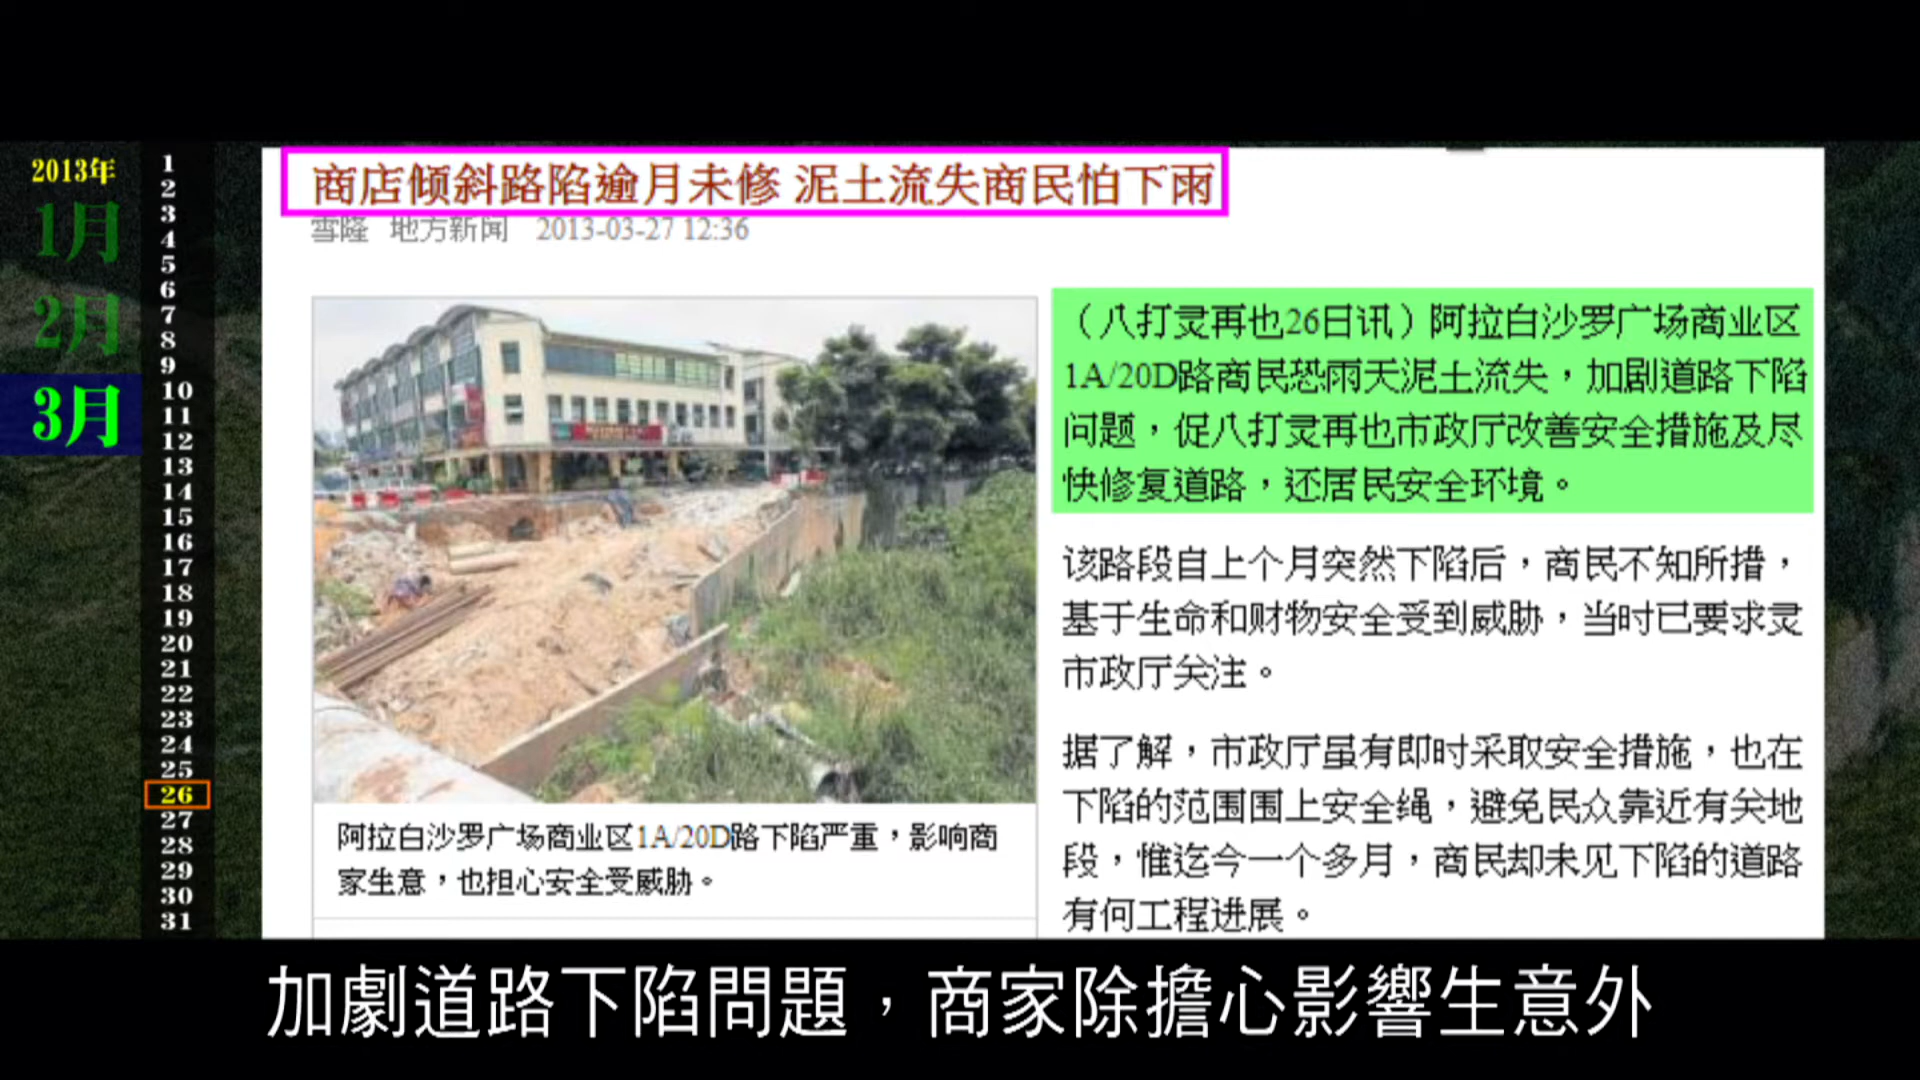 2013年
1月
2月
3月
1
2
3
4
5
6
7
8
9
10
11
12
13
14
15
16
17
18
19
20
21
22
23
24
25
26
27
28
29
30
31
商店倾斜路陷逾月未修 泥土流失商民怕下雨
雪隆 地方新闻 2013-03-27 12:36
阿拉白沙罗广场商业区1A/20D路下陷严重，影响商
家生意，也担心安全受威胁。
（八打灵再也26日讯）阿拉白沙罗广场商业区
1A/20D路商民恐雨天泥土流失，加剧道路下陷
问题，促八打灵再也市政厅改善安全措施及尽
快修复道路，还居民安全环境。
该路段自上个月突然下陷后，商民不知所措，
基于生命和财物安全受到威胁，当时已要求灵
市政厅关注。
据了解，市政厅虽有即时采取安全措施，也在
下陷的范围围上安全绳，避免民众靠近有关地
段，惟迄今一个多月，商民却未见下陷的道路
有何工程进展。
加劇道路下陷問題，商家除擔心影響生意外